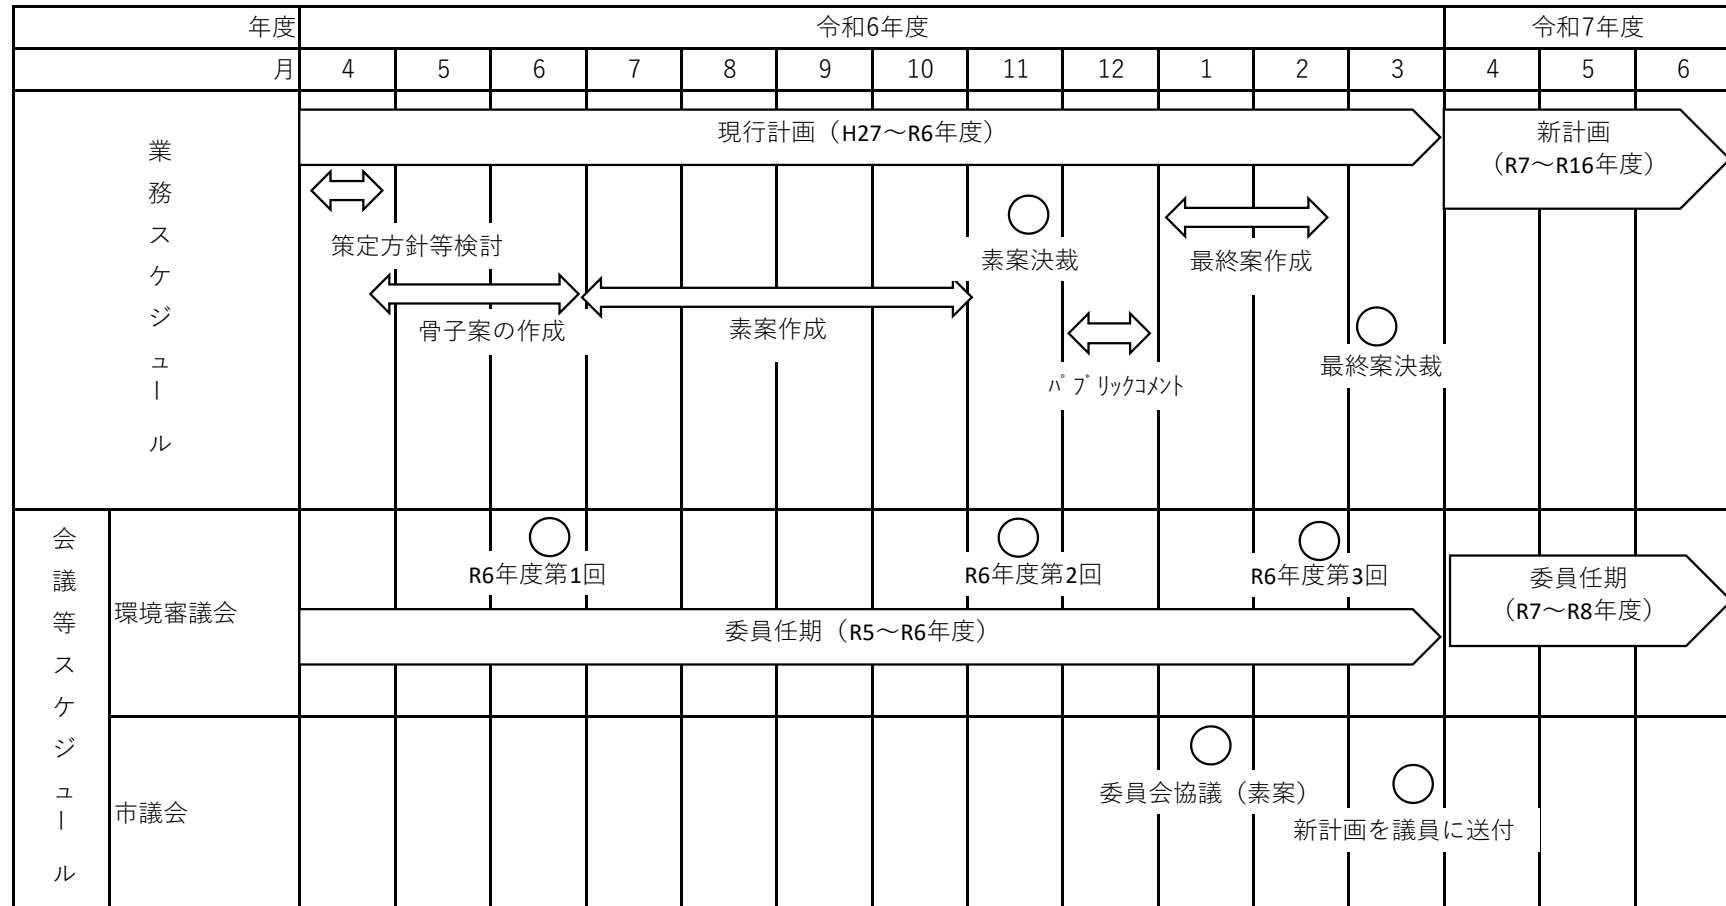 年度 令和6年度 令和7年度
月 4 5 6 7 8 9 10 11 12 1 2 3 4 5 6
業務スケジュール
現行計画（H27～R6年度）
新計画
（R7～R16年度）
策定方針等検討
素案決裁
最終案作成
骨子案の作成
素案作成
ﾊﾟﾌﾞﾘｯｸｺﾒﾝﾄ
最終案決裁
会議等スケジュール
環境審議会
R6年度第1回
R6年度第2回
R6年度第3回
委員任期（R5～R6年度）
委員任期
（R7～R8年度）
市議会
委員会協議（素案）
新計画を議員に送付